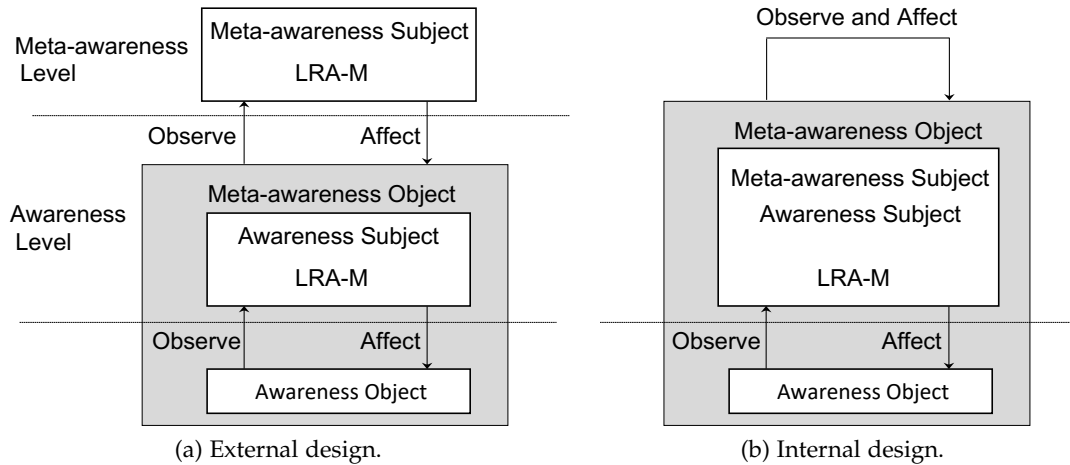 Meta-awareness
Level
Meta-awareness Subject
LRA-M
Observe
Affect
Awareness
Level
Meta-awareness Object
Awareness Subject
LRA-M
Observe
Affect
Awareness Object
(a) External design.
Observe and Affect
Meta-awareness Object
Meta-awareness Subject
Awareness Subject
LRA-M
Observe
Affect
Awareness Object
(b) Internal design.